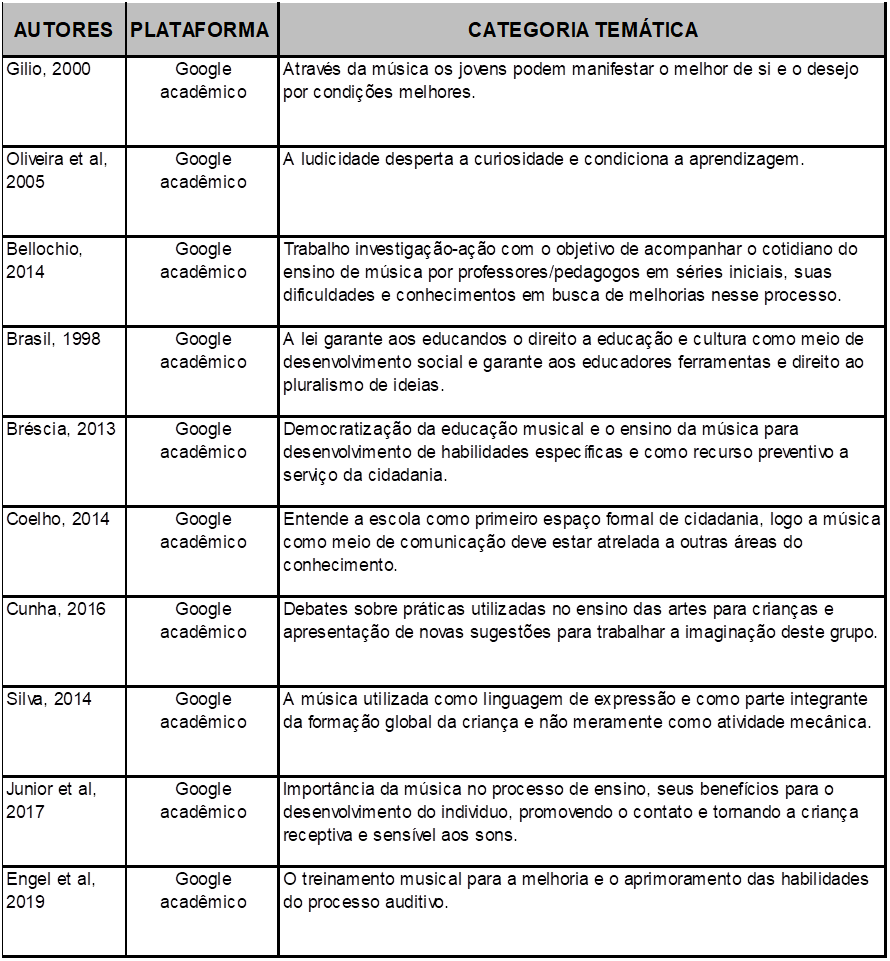 AUTORES PLATAFORMA CATEGORIA TEMÁTICA
Gilio, 2000 Google Através da música os jovens podem manifestar o melhor de si e o desejo
acadêmico por condições melhores.
Oliveira et al, Google A ludicidade desperta a curiosidade e condiciona a aprendizagem.
2005 acadêmico
Bellochio, Google Trabalho investigação-ação com o objetivo de acompanhar o cotidiano do
2014 acadêmico ensino de música por professores/pedagogos em séries iniciais, suas
dificuldades e conhecimentos em busca de melhorias nesse processo.
Brasil, 1998 Google A lei garante aos educandos o direito a educação e cultura como meio de
acadêmico desenvolvimento social e garante aos educadores ferramentas e direito ao
pluralismo de ideias.
Bréscia, 2013 Google Democratização da educação musical e o ensino da música para
acadêmico desenvolvimento de habilidades específicas e como recurso preventivo a
serviço da cidadania.
Coelho, 2014 Google Entende a escola como primeiro espaço formal de cidadania, logo a música
acadêmico como meio de comunicação deve estar atrelada a outras áreas do
conhecimento.
Cunha, 2016 Google Debates sobre práticas utilizadas no ensino das artes para crianças e
acadêmico apresentação de novas sugestões para trabalhar a imaginação deste grupo.
Silva, 2014 Google A música utilizada como linguagem de expressão e como parte integrante
acadêmico da formação global da criança e não meramente como atividade mecânica.
Junior et al, Google Importância da música no processo de ensino, seus benefícios para o
2017 acadêmico desenvolvimento do individuo, promovendo o contato e tornando a criança
receptiva e sensível aos sons.
Engel et al, Google O treinamento musical para a melhoria e o aprimoramento das habilidades
2019 acadêmico do processo auditivo.